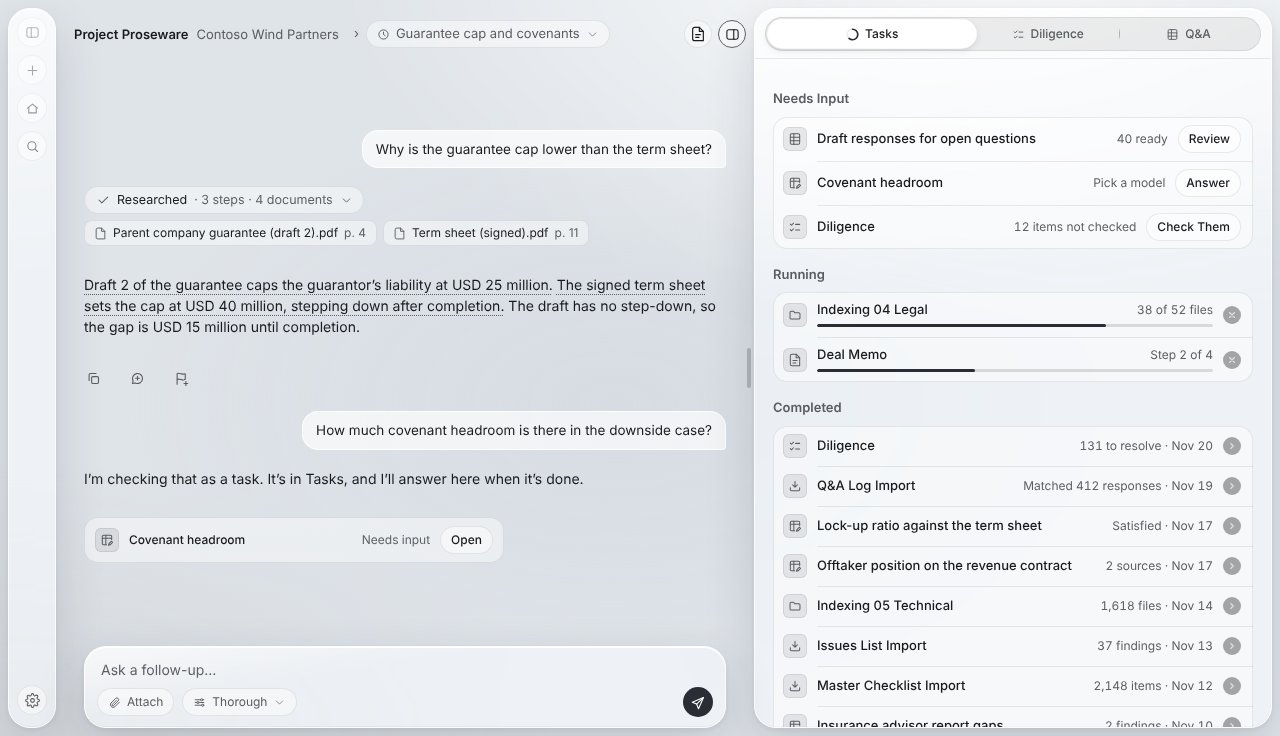 Project Proseware Contoso Wind Partners › Guarantee cap and covenants
Why is the guarantee cap lower than the term sheet?
Researched · 3 steps · 4 documents
Parent company guarantee (draft 2).pdf p. 4 Term sheet (signed).pdf p. 11
Draft 2 of the guarantee caps the guarantor’s liability at USD 25 million. The signed term sheet
sets the cap at USD 40 million, stepping down after completion. The draft has no step-down, so
the gap is USD 15 million until completion.
How much covenant headroom is there in the downside case?
I’m checking that as a task. It’s in Tasks, and I’ll answer here when it’s done.
Covenant headroom Needs input Open
Ask a follow-up…
Attach Thorough
Tasks Diligence Q&A
Needs Input
Draft responses for open questions 40 ready Review
Covenant headroom Pick a model Answer
Diligence 12 items not checked Check Them
Running
Indexing 04 Legal 38 of 52 files
Deal Memo Step 2 of 4
Completed
Diligence 131 to resolve · Nov 20
Q&A Log Import Matched 412 responses · Nov 19
Lock-up ratio against the term sheet Satisfied · Nov 17
Offtaker position on the revenue contract 2 sources · Nov 17
Indexing 05 Technical 1,618 files · Nov 14
Issues List Import 37 findings · Nov 13
Master Checklist Import 2,148 items · Nov 12
Insurance advisor report gaps 2 findings · Nov 10